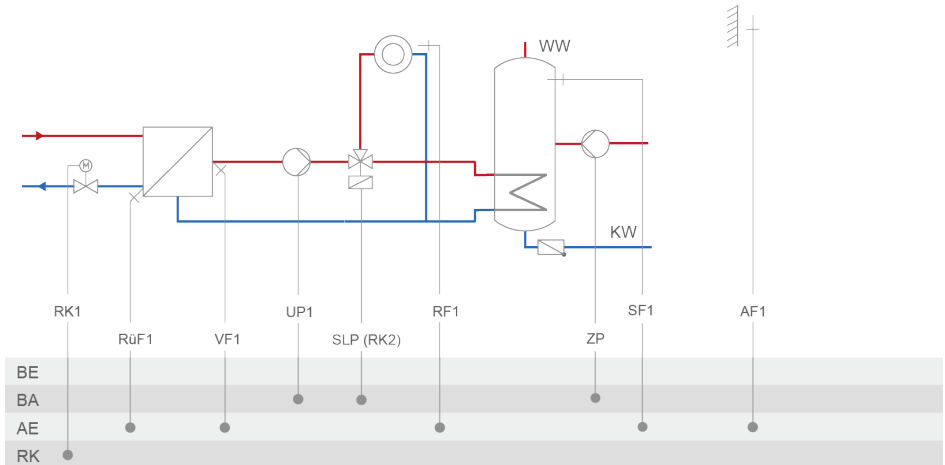 WW
M
KW
RK1
UP1
RF1
SF1
AF1
RüF1
VF1
SLP (RK2)
ZP
BE
BA
AE
RK